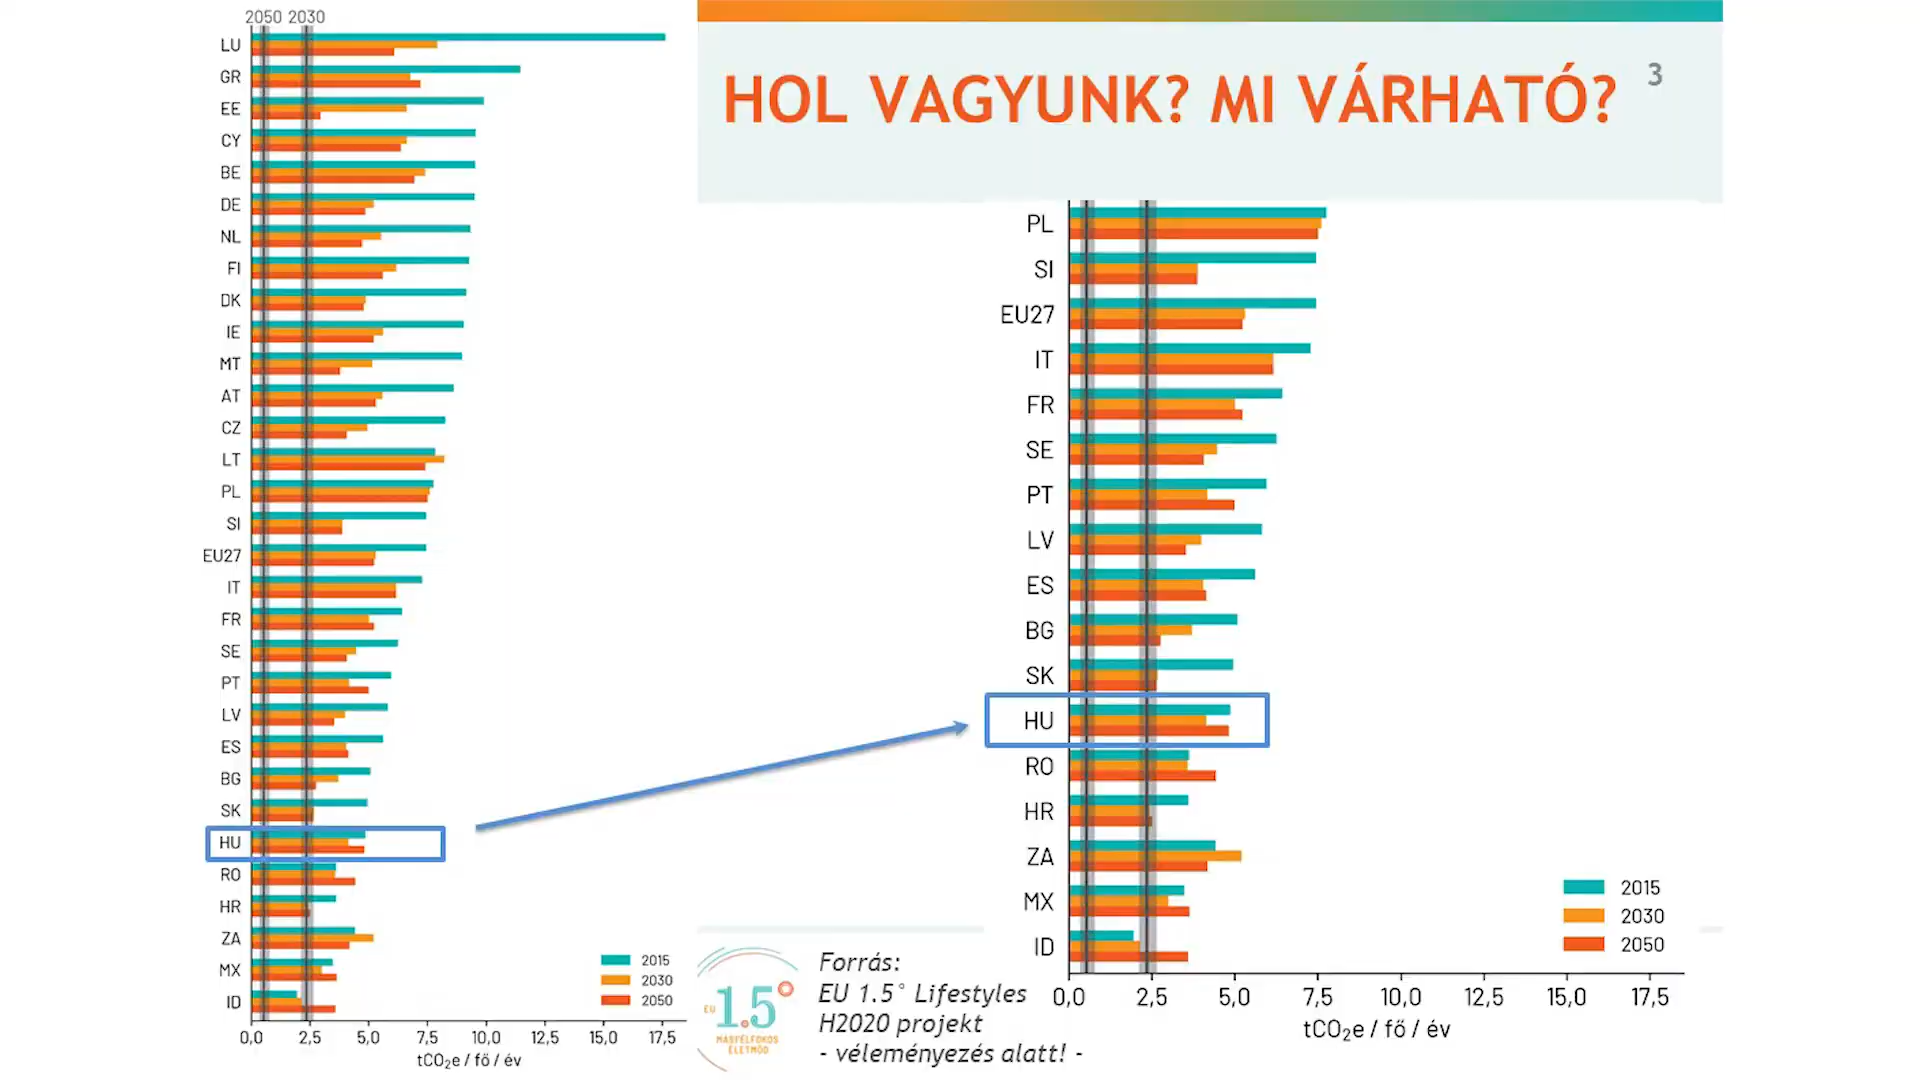 2050 2030
LU
GR
EE
CY
BE
DE
NL
FI
DK
IE
MT
AT
CZ
LT
PL
SI
EU27
IT
FR
SE
PT
LV
ES
BG
SK
HU
RO
HR
ZA
MX
ID
2015
2030
2050
0,0 2,5 5,0 7,5 10,0 12,5 15,0 17,5
tCO₂e / fő / év
HOL VAGYUNK? MI VÁRHATÓ?
3
PL
SI
EU27
IT
FR
SE
PT
LV
ES
BG
SK
HU
RO
HR
ZA
MX
ID
2015
2030
2050
0,0 2,5 5,0 7,5 10,0 12,5 15,0 17,5
tCO₂e / fő / év
EU 1.5°
MÁSFÉLFOKOS
ÉLETMÓD
Forrás:
EU 1.5° Lifestyles
H2020 projekt
- véleményezés alatt! -